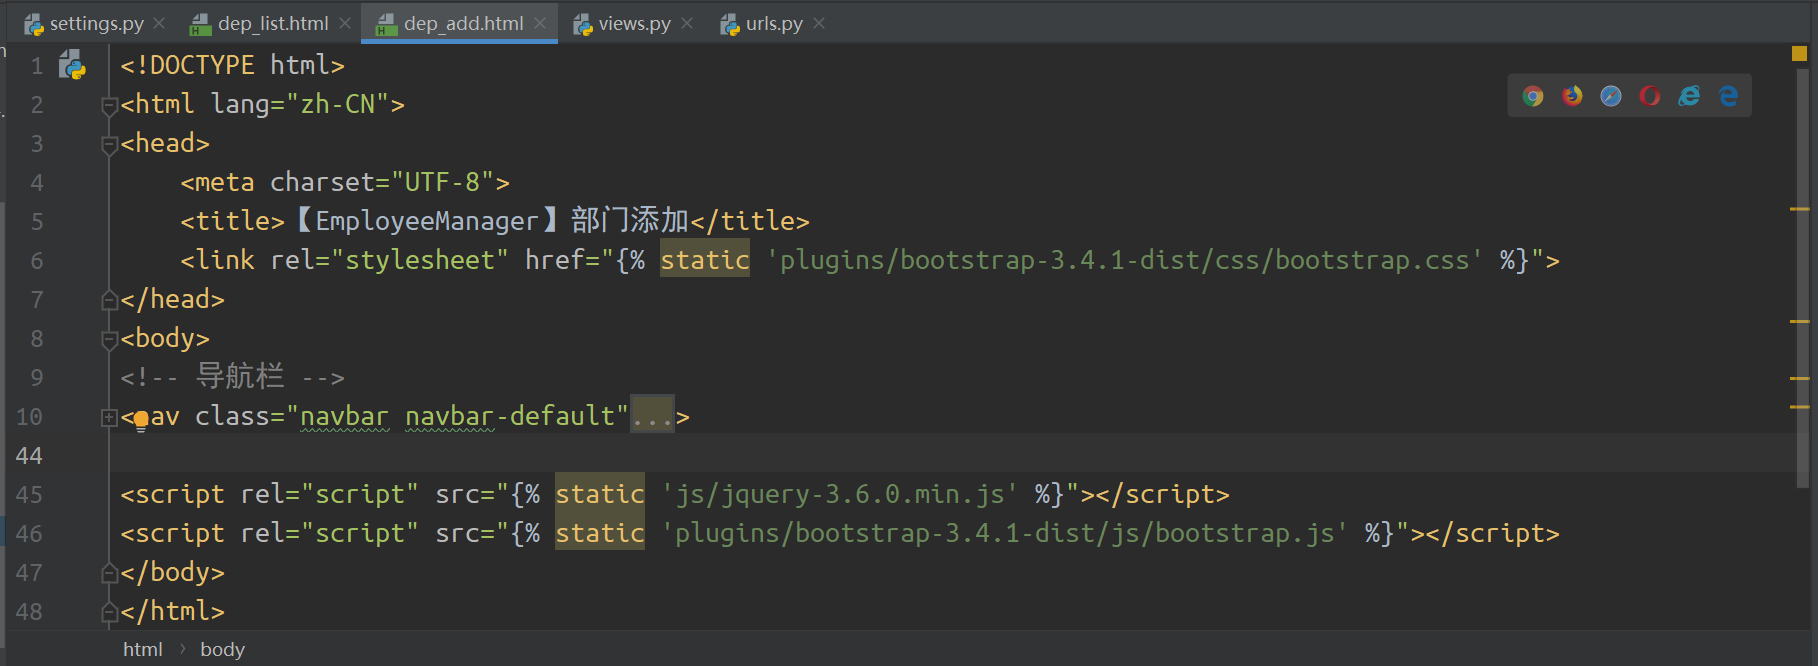 settings.py dep_list.html dep_add.html views.py urls.py
1 <!DOCTYPE html>
2 <html lang="zh-CN">
3 <head>
4 <meta charset="UTF-8">
5 <title>【EmployeeManager】部门添加</title>
6 <link rel="stylesheet" href="{% static 'plugins/bootstrap-3.4.1-dist/css/bootstrap.css' %}">
7 </head>
8 <body>
9 <!-- 导航栏 -->
10 < av class="navbar navbar-default"...>
44
45 <script rel="script" src="{% static 'js/jquery-3.6.0.min.js' %}"></script>
46 <script rel="script" src="{% static 'plugins/bootstrap-3.4.1-dist/js/bootstrap.js' %}"></script>
47 </body>
48 </html>
html › body